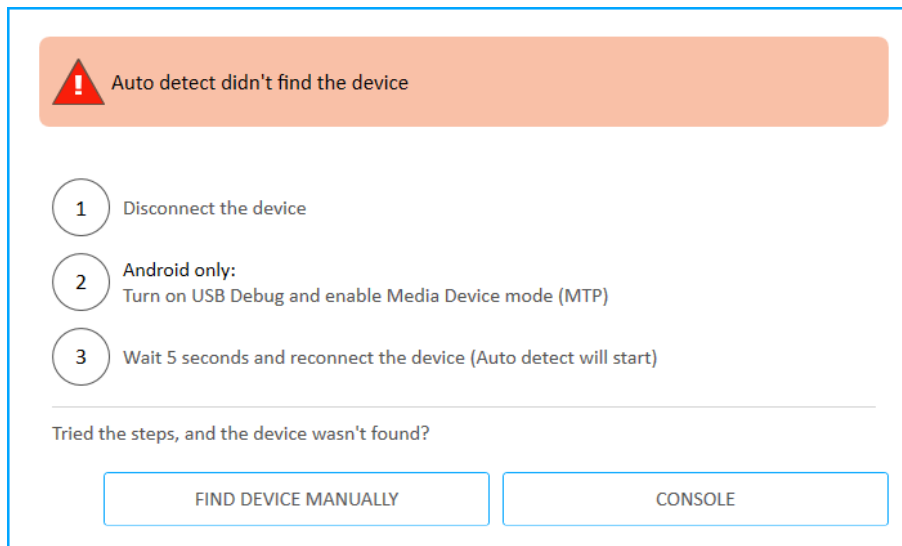 Auto detect didn't find the device
1 Disconnect the device
2 Android only:
Turn on USB Debug and enable Media Device mode (MTP)
3 Wait 5 seconds and reconnect the device (Auto detect will start)
Tried the steps, and the device wasn't found?
FIND DEVICE MANUALLY CONSOLE